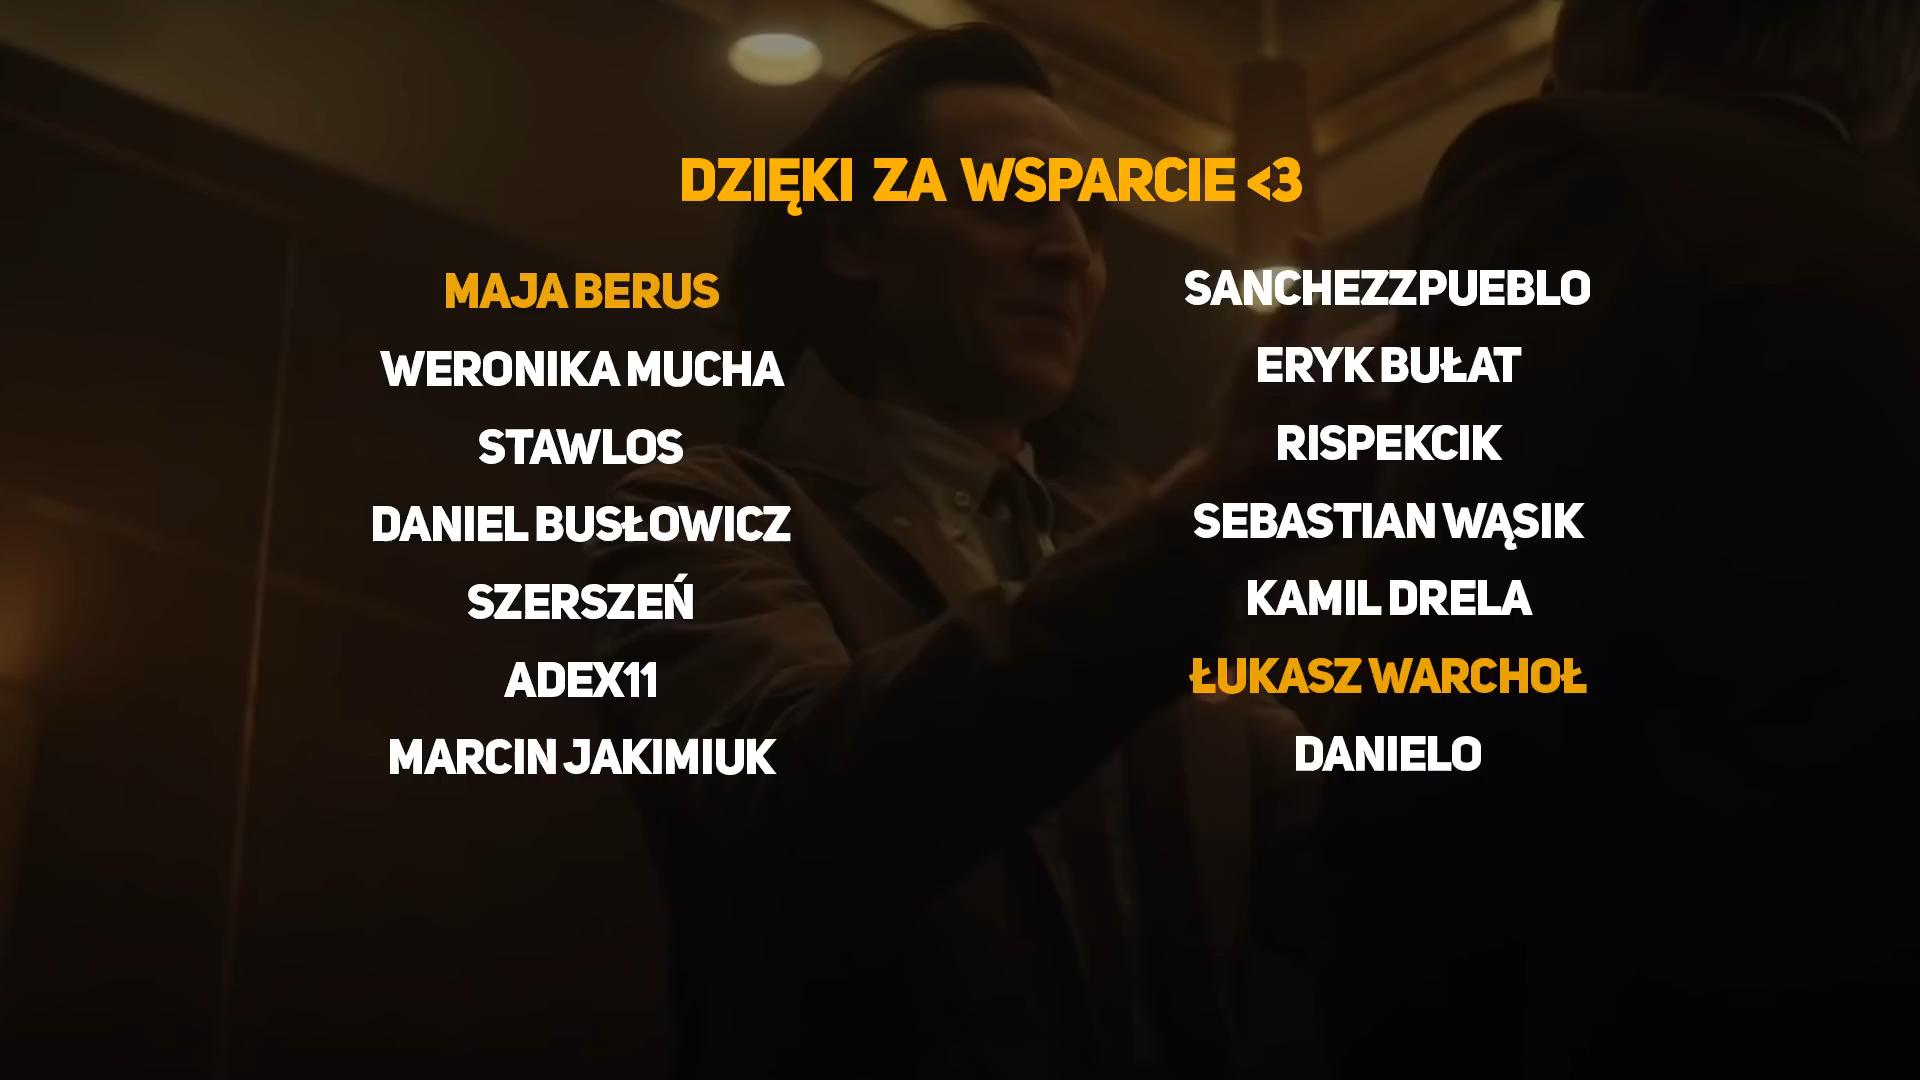 DZIĘKI ZA WSPARCIE <3
MAJA BERUS
WERONIKA MUCHA
STAWLOS
DANIEL BUSŁOWICZ
SZERSZEŃ
ADEX11
MARCIN JAKIMIUK
SANCHEZZPUEBLO
ERYK BUŁAT
RISPEKCIK
SEBASTIAN WĄSIK
KAMIL DRELA
ŁUKASZ WARCHOŁ
DANIELO